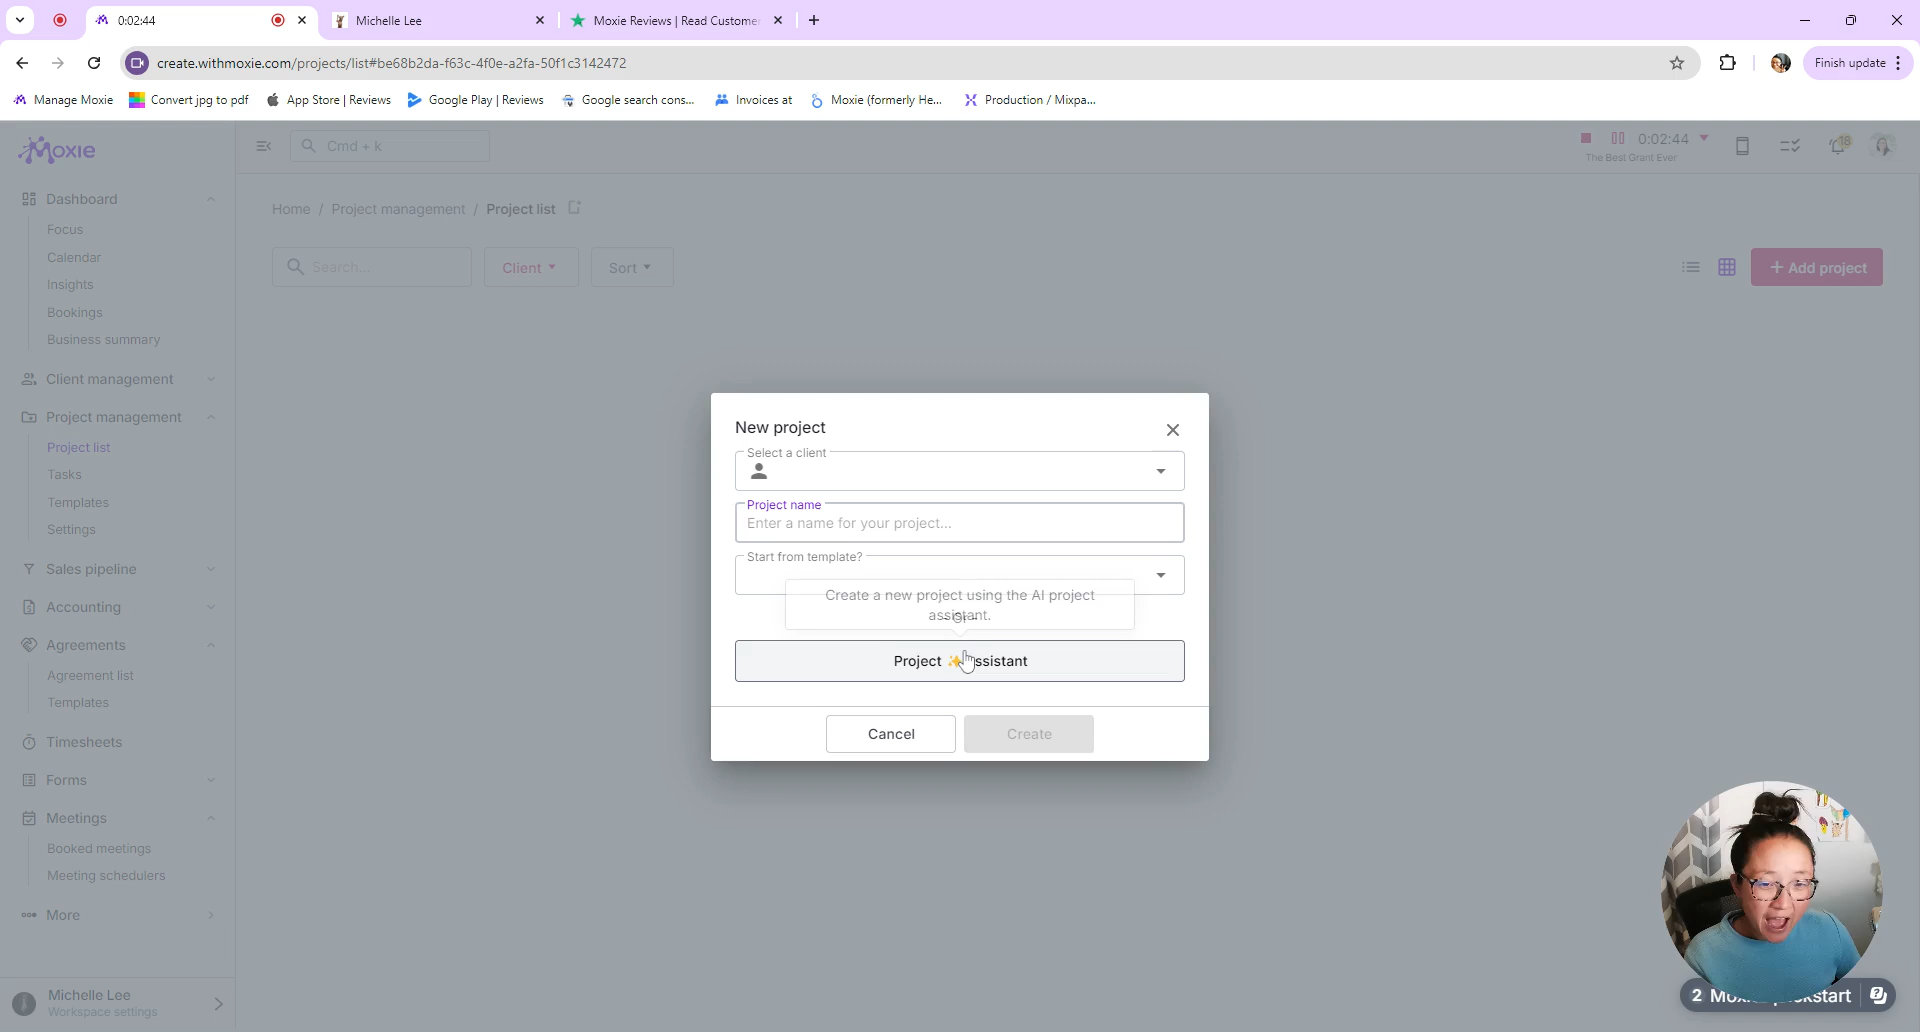 0:02:44
Michelle Lee
Moxie Reviews | Read Custome
create.withmoxie.com/projects/list#be68b2da-f63c-4f0e-a2fa-50f1c3142472
Finish update
Manage Moxie
Convert jpg to pdf
App Store | Reviews
Google Play | Reviews
Google search cons...
Invoices at
Moxie (formerly He...
Production / Mixpa...
Moxie
Cmd + k
0:02:44
The Best Grant Ever
18
Dashboard
Focus
Calendar
Insights
Bookings
Business summary
Client management
Project management
Project list
Tasks
Templates
Settings
Sales pipeline
Accounting
Agreements
Agreement list
Templates
Timesheets
Forms
Meetings
Booked meetings
Meeting schedulers
More
Michelle Lee
Workspace settings
Home / Project management / Project list
Search...
Client
Sort
+ Add project
New project
Select a client
Project name
Enter a name for your project...
Start from template?
Create a new project using the AI project
assistant.
Project ✨ ssistant
Cancel
Create
2